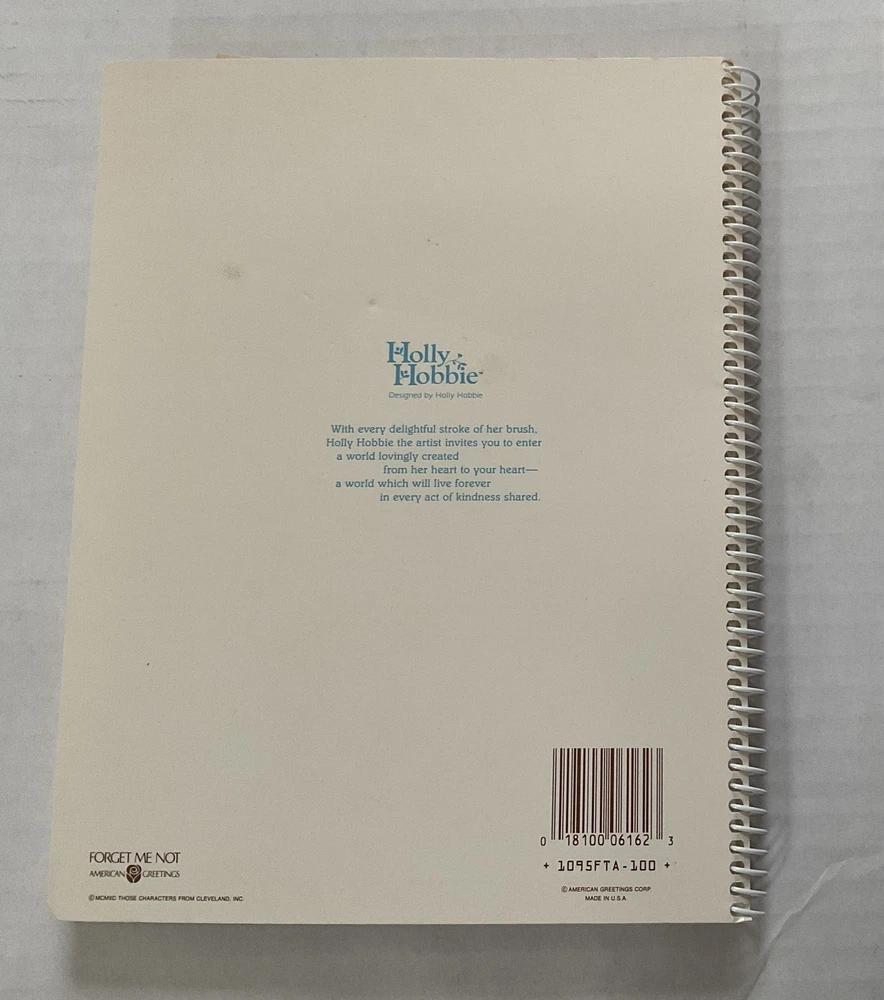 Holly
Hobbie™
Designed by Holly Hobbie
With every delightful stroke of her brush,
Holly Hobbie the artist invites you to enter
a world lovingly created
from her heart to your heart—
a world which will live forever
in every act of kindness shared.
0 18100 06162 3
+ 1095FTA-100 +
© AMERICAN GREETINGS CORP.
MADE IN U.S.A.
FORGET ME NOT
AMERICAN GREETINGS
THOSE CHARACTERS FROM CLEVELAND, INC.